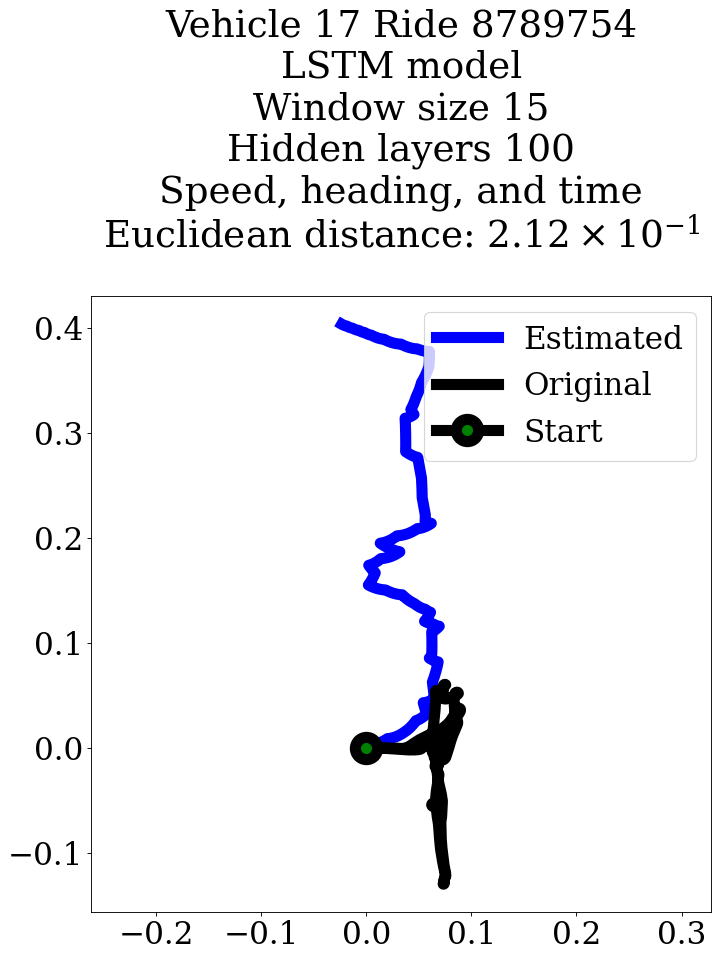 Vehicle 17 Ride 8789754
LSTM model
Window size 15
Hidden layers 100
Speed, heading, and time
Euclidean distance: 2.12 × 10⁻¹
Estimated
Original
Start
0.4
0.3
0.2
0.1
0.0
−0.1
−0.2 −0.1 0.0 0.1 0.2 0.3